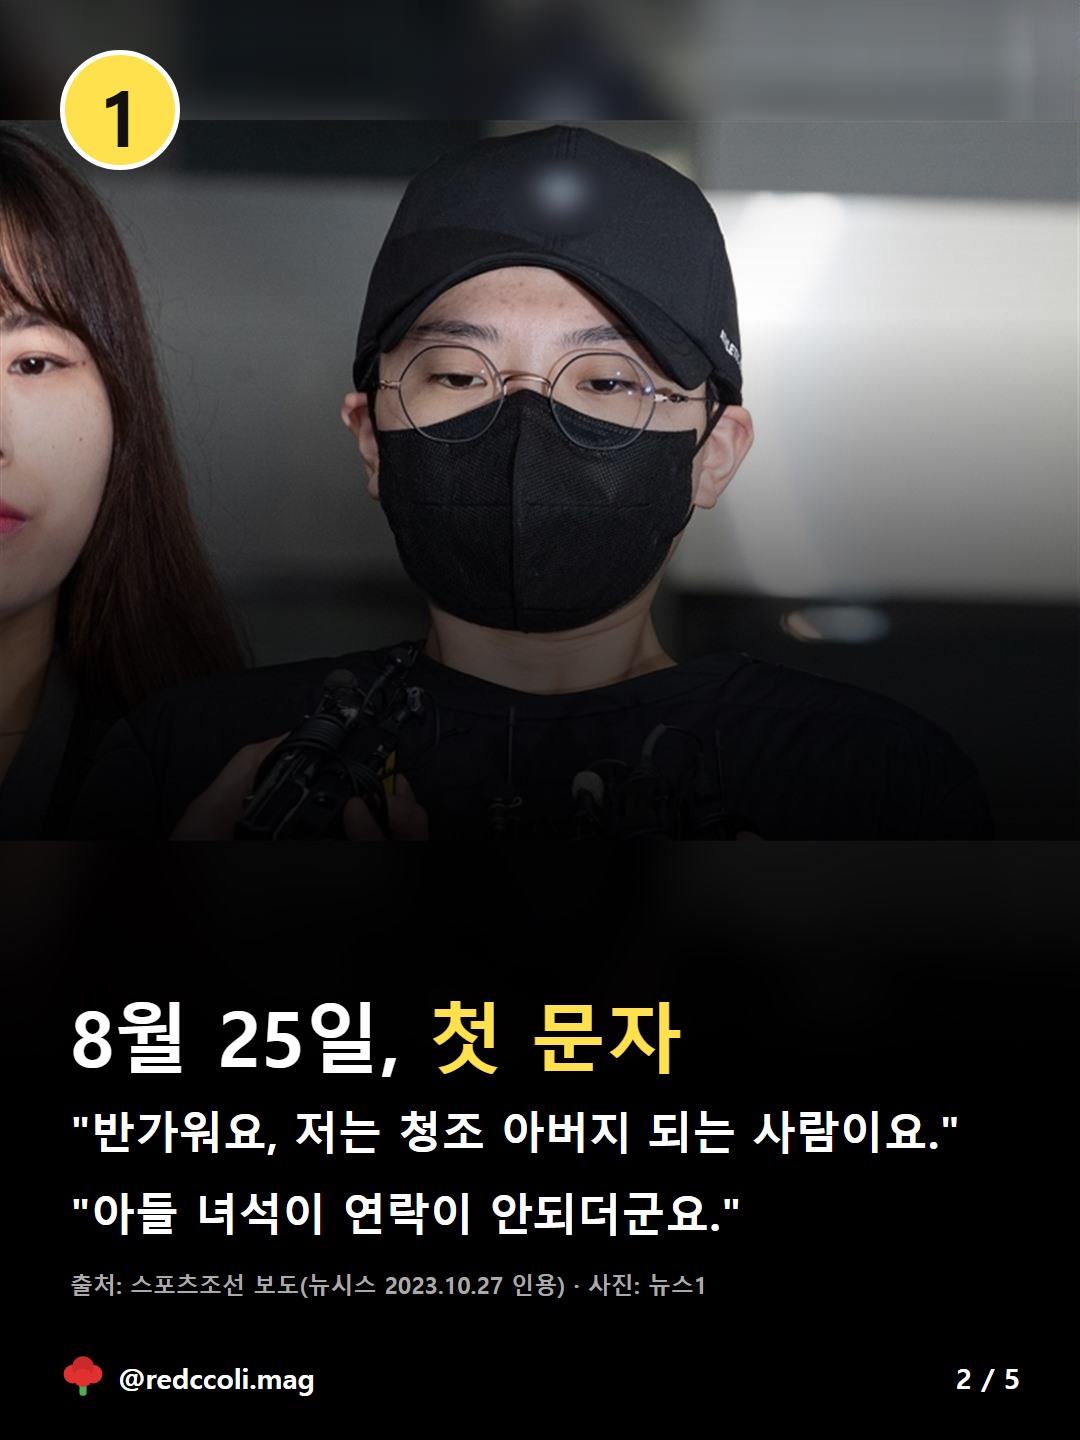 1
8월 25일, 첫 문자
"반가워요, 저는 청조 아버지 되는 사람이요."
"아들 녀석이 연락이 안되더군요."
출처: 스포츠조선 보도(뉴시스 2023.10.27 인용) · 사진: 뉴스1
@redccoli.mag
2 / 5